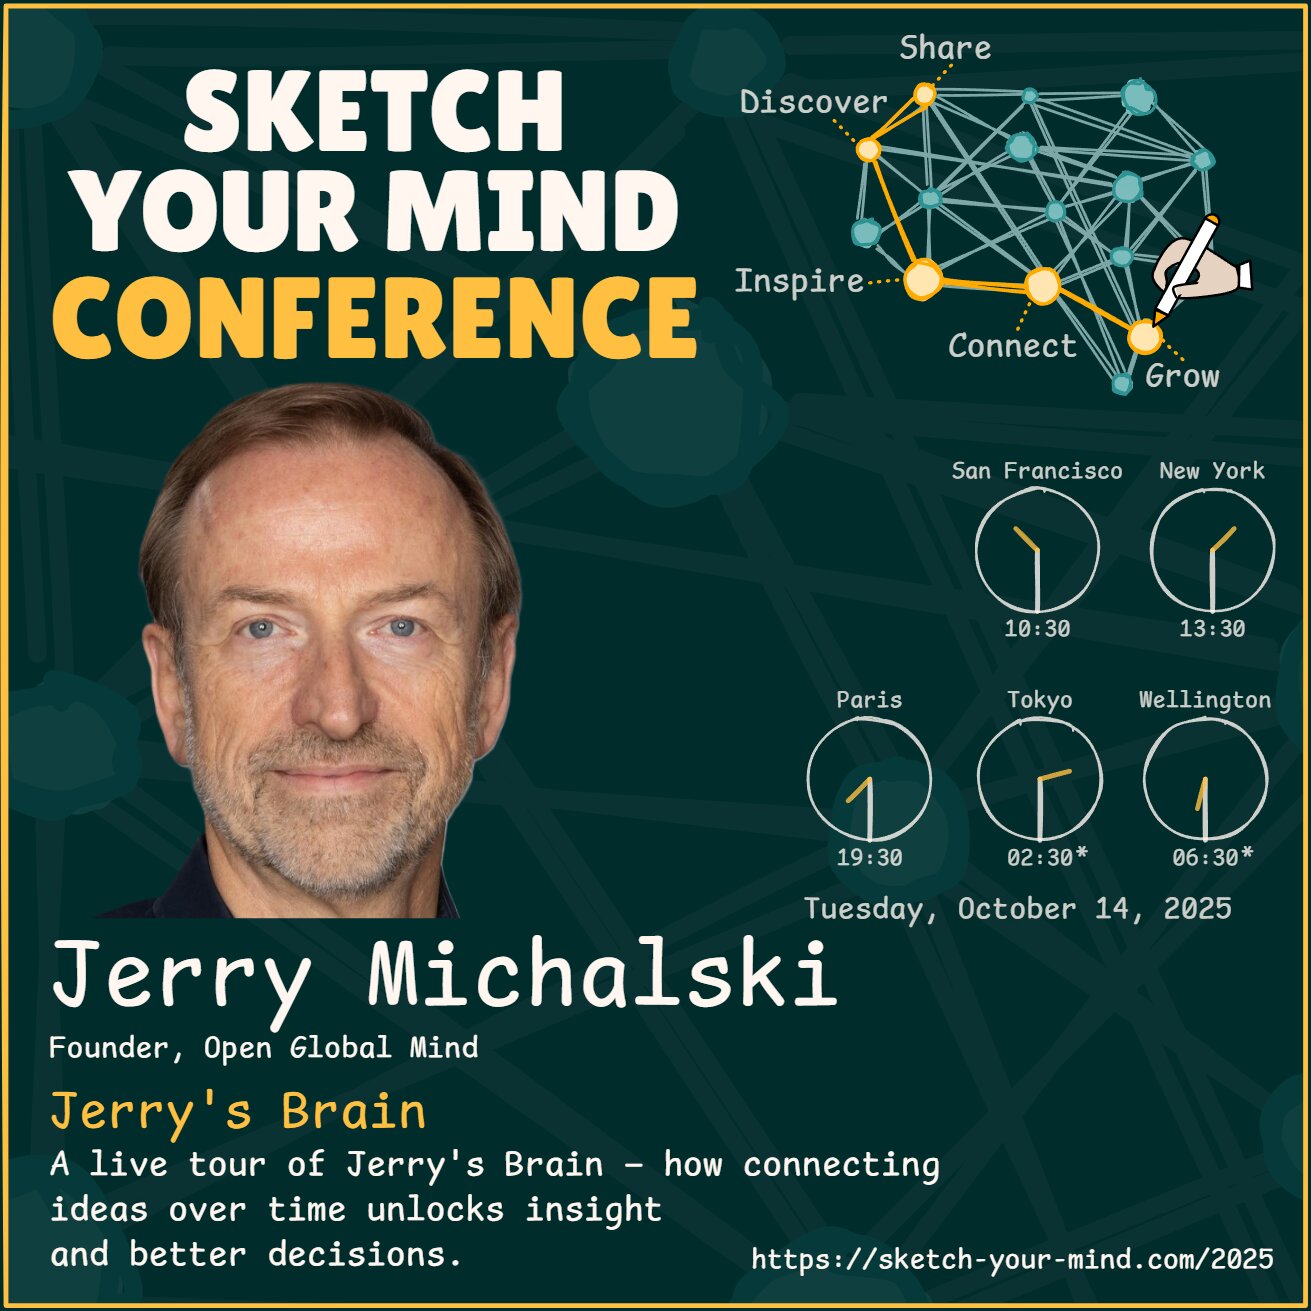 SKETCH
YOUR MIND
CONFERENCE
Share
Discover
Inspire
Connect
Grow
San Francisco
New York
10:30
13:30
Paris
Tokyo
Wellington
19:30
02:30*
06:30*
Tuesday, October 14, 2025
Jerry Michalski
Founder, Open Global Mind
Jerry's Brain
A live tour of Jerry's Brain – how connecting
ideas over time unlocks insight
and better decisions.
https://sketch-your-mind.com/2025